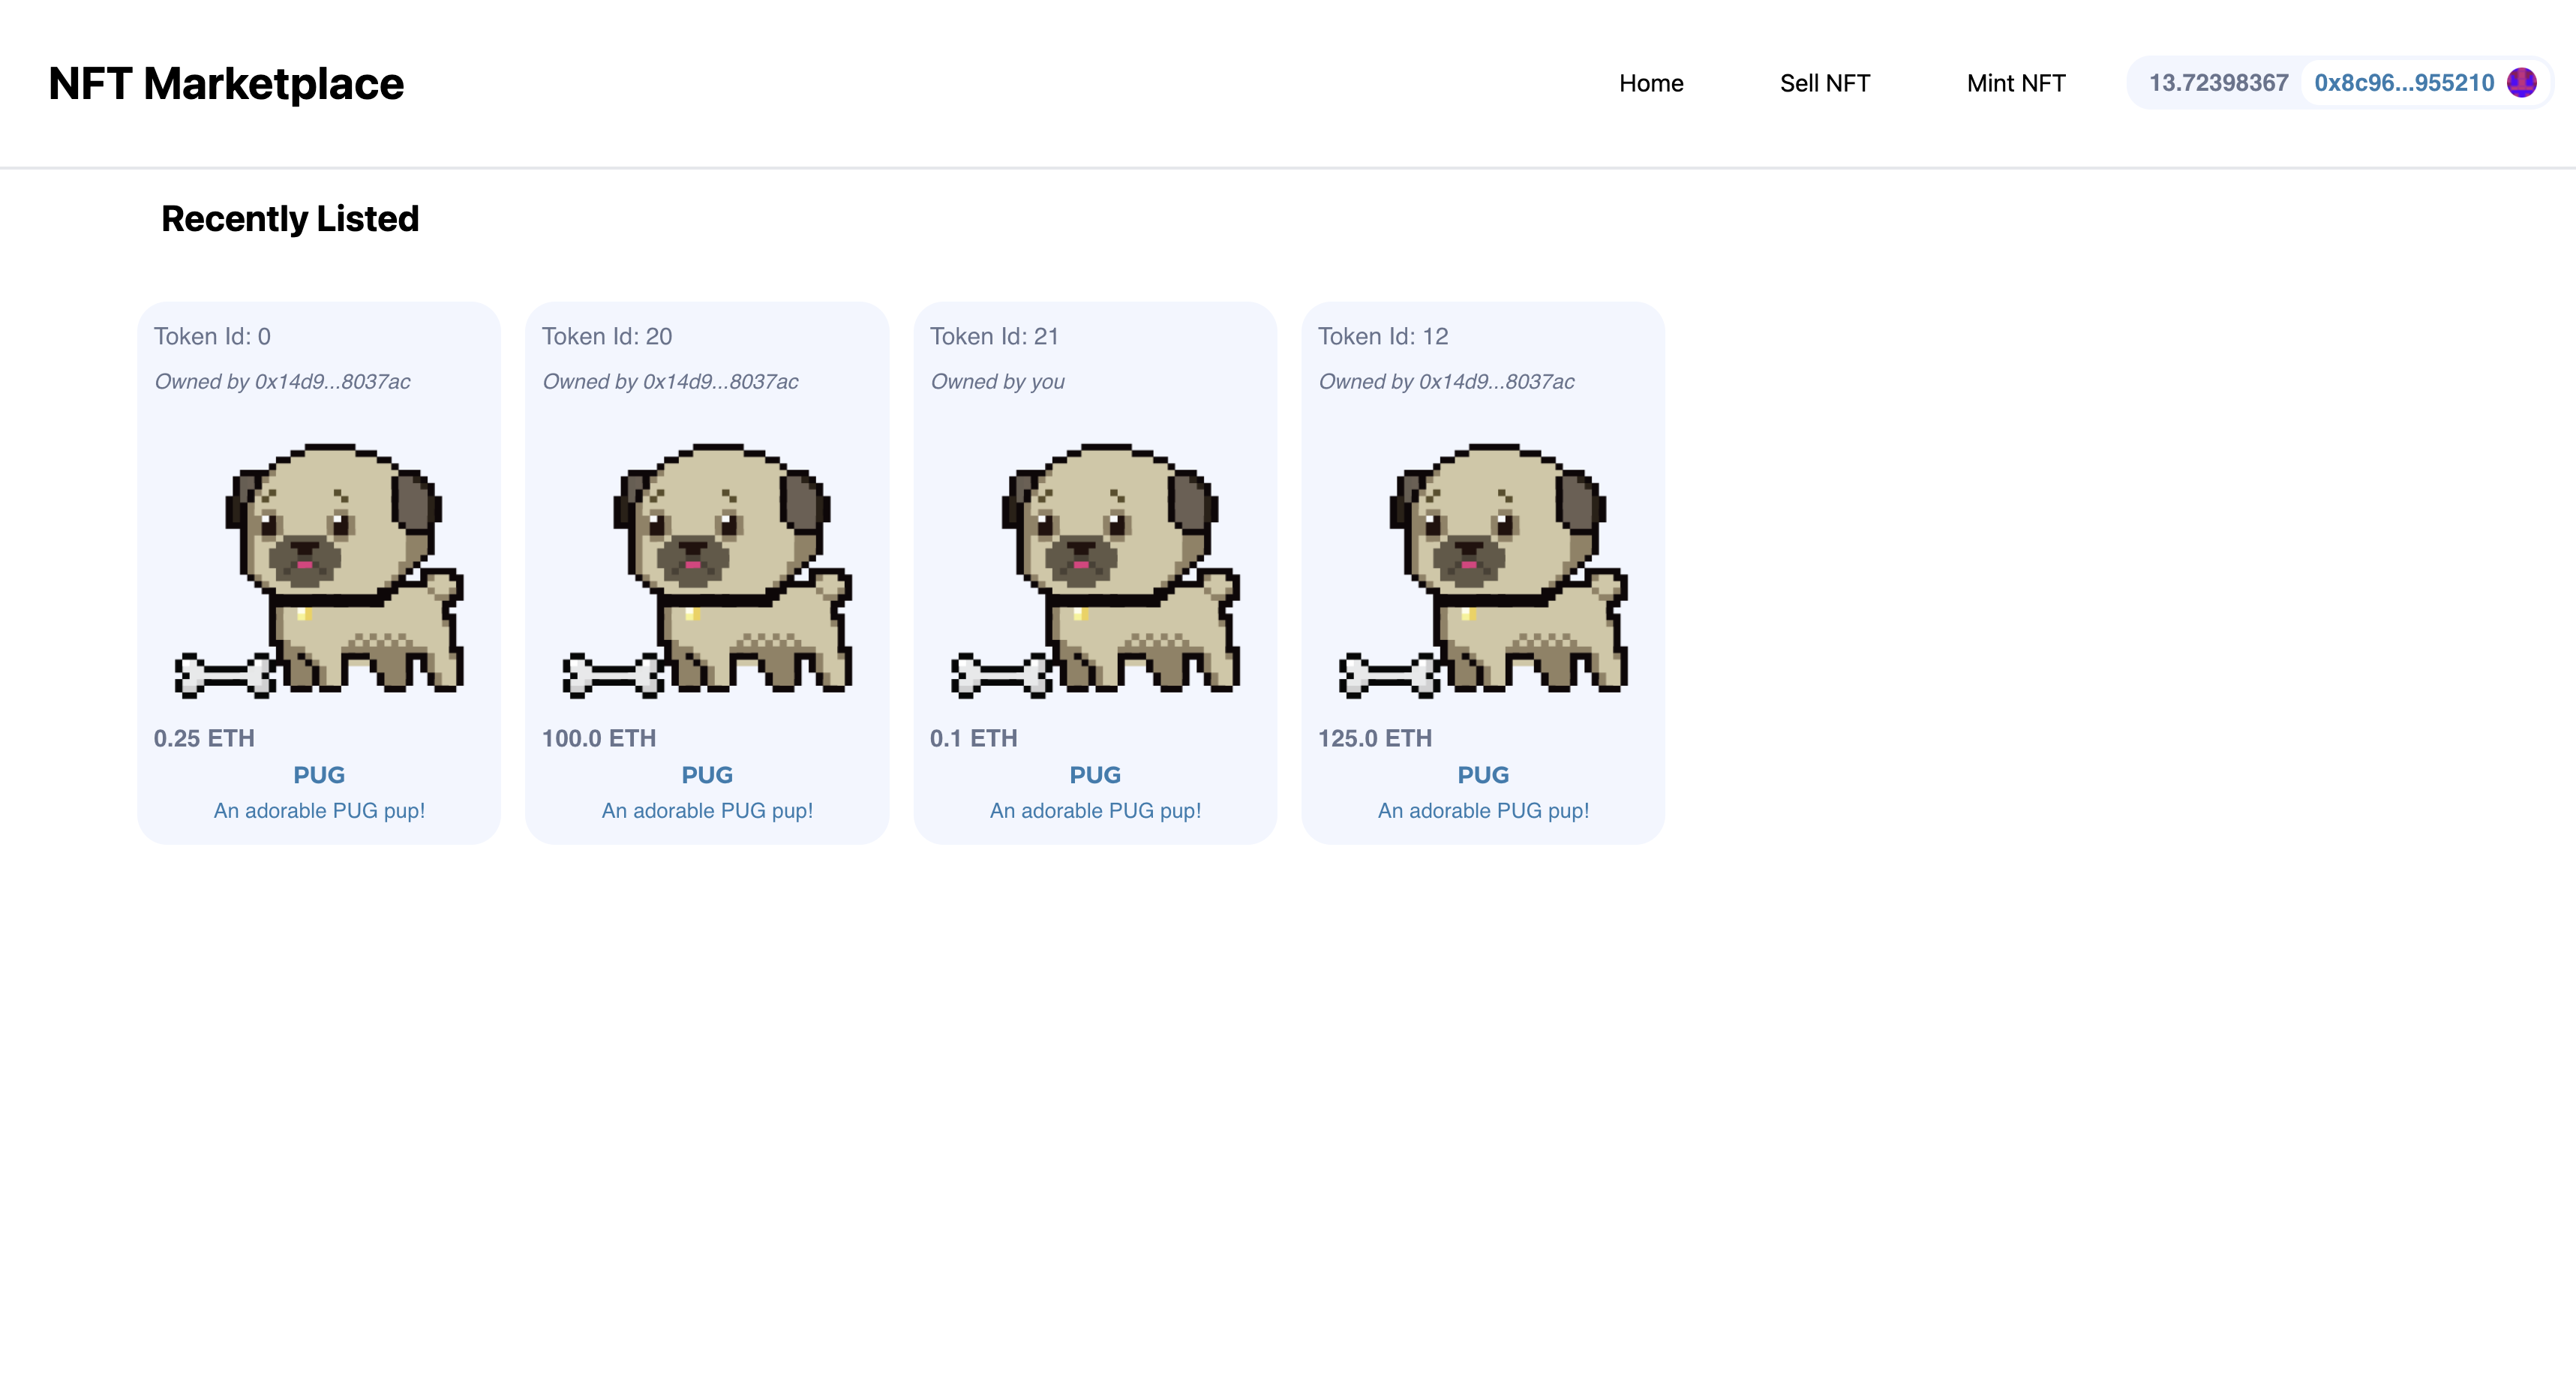 NFT Marketplace
Home
Sell NFT
Mint NFT
13.72398367
0x8c96...955210
Recently Listed
Token Id: 0
Owned by 0x14d9...8037ac
0.25 ETH
PUG
An adorable PUG pup!
Token Id: 20
Owned by 0x14d9...8037ac
100.0 ETH
PUG
An adorable PUG pup!
Token Id: 21
Owned by you
0.1 ETH
PUG
An adorable PUG pup!
Token Id: 12
Owned by 0x14d9...8037ac
125.0 ETH
PUG
An adorable PUG pup!